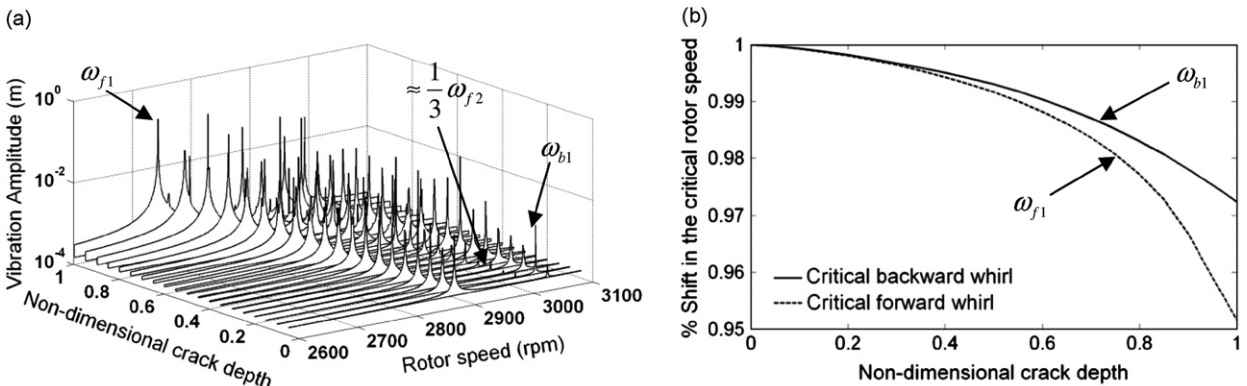 (a)
ω_{f1}
≈ \frac{1}{3} ω_{f2}
ω_{b1}
Vibration Amplitude (m)
10^0
10^{-2}
10^{-4}
1
0.8
0.6
0.4
0.2
0
Non-dimensional crack depth
2600
2700
2800
2900
3000
3100
Rotor speed (rpm)
(b)
% Shift in the critical rotor speed
1
0.99
0.98
0.97
0.96
0.95
ω_{b1}
ω_{f1}
Critical backward whirl
Critical forward whirl
0
0.2
0.4
0.6
0.8
1
Non-dimensional crack depth